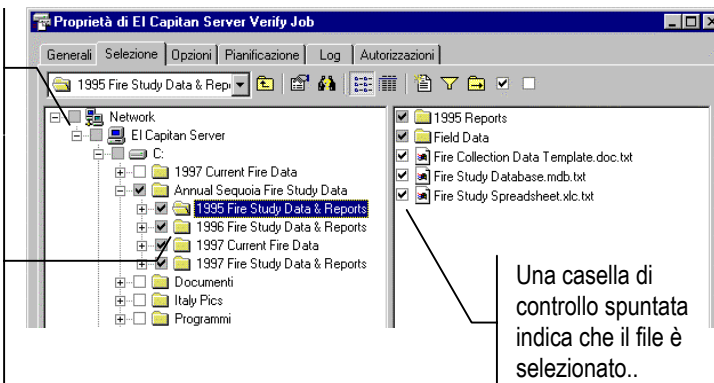 Proprietà di El Capitan Server Verify Job
Generali Selezione Opzioni Pianificazione Log Autorizzazioni
1995 Fire Study Data & Rep
Network
El Capitan Server
C:
1997 Current Fire Data
Annual Sequoia Fire Study Data
1995 Fire Study Data & Reports
1996 Fire Study Data & Reports
1997 Current Fire Data
1997 Fire Study Data & Reports
Documenti
Italy Pics
Programmi
1995 Reports
Field Data
Fire Collection Data Template.doc.txt
Fire Study Database.mdb.txt
Fire Study Spreadsheet.xlc.txt
Una casella di
controllo spuntata
indica che il file è
selezionato..